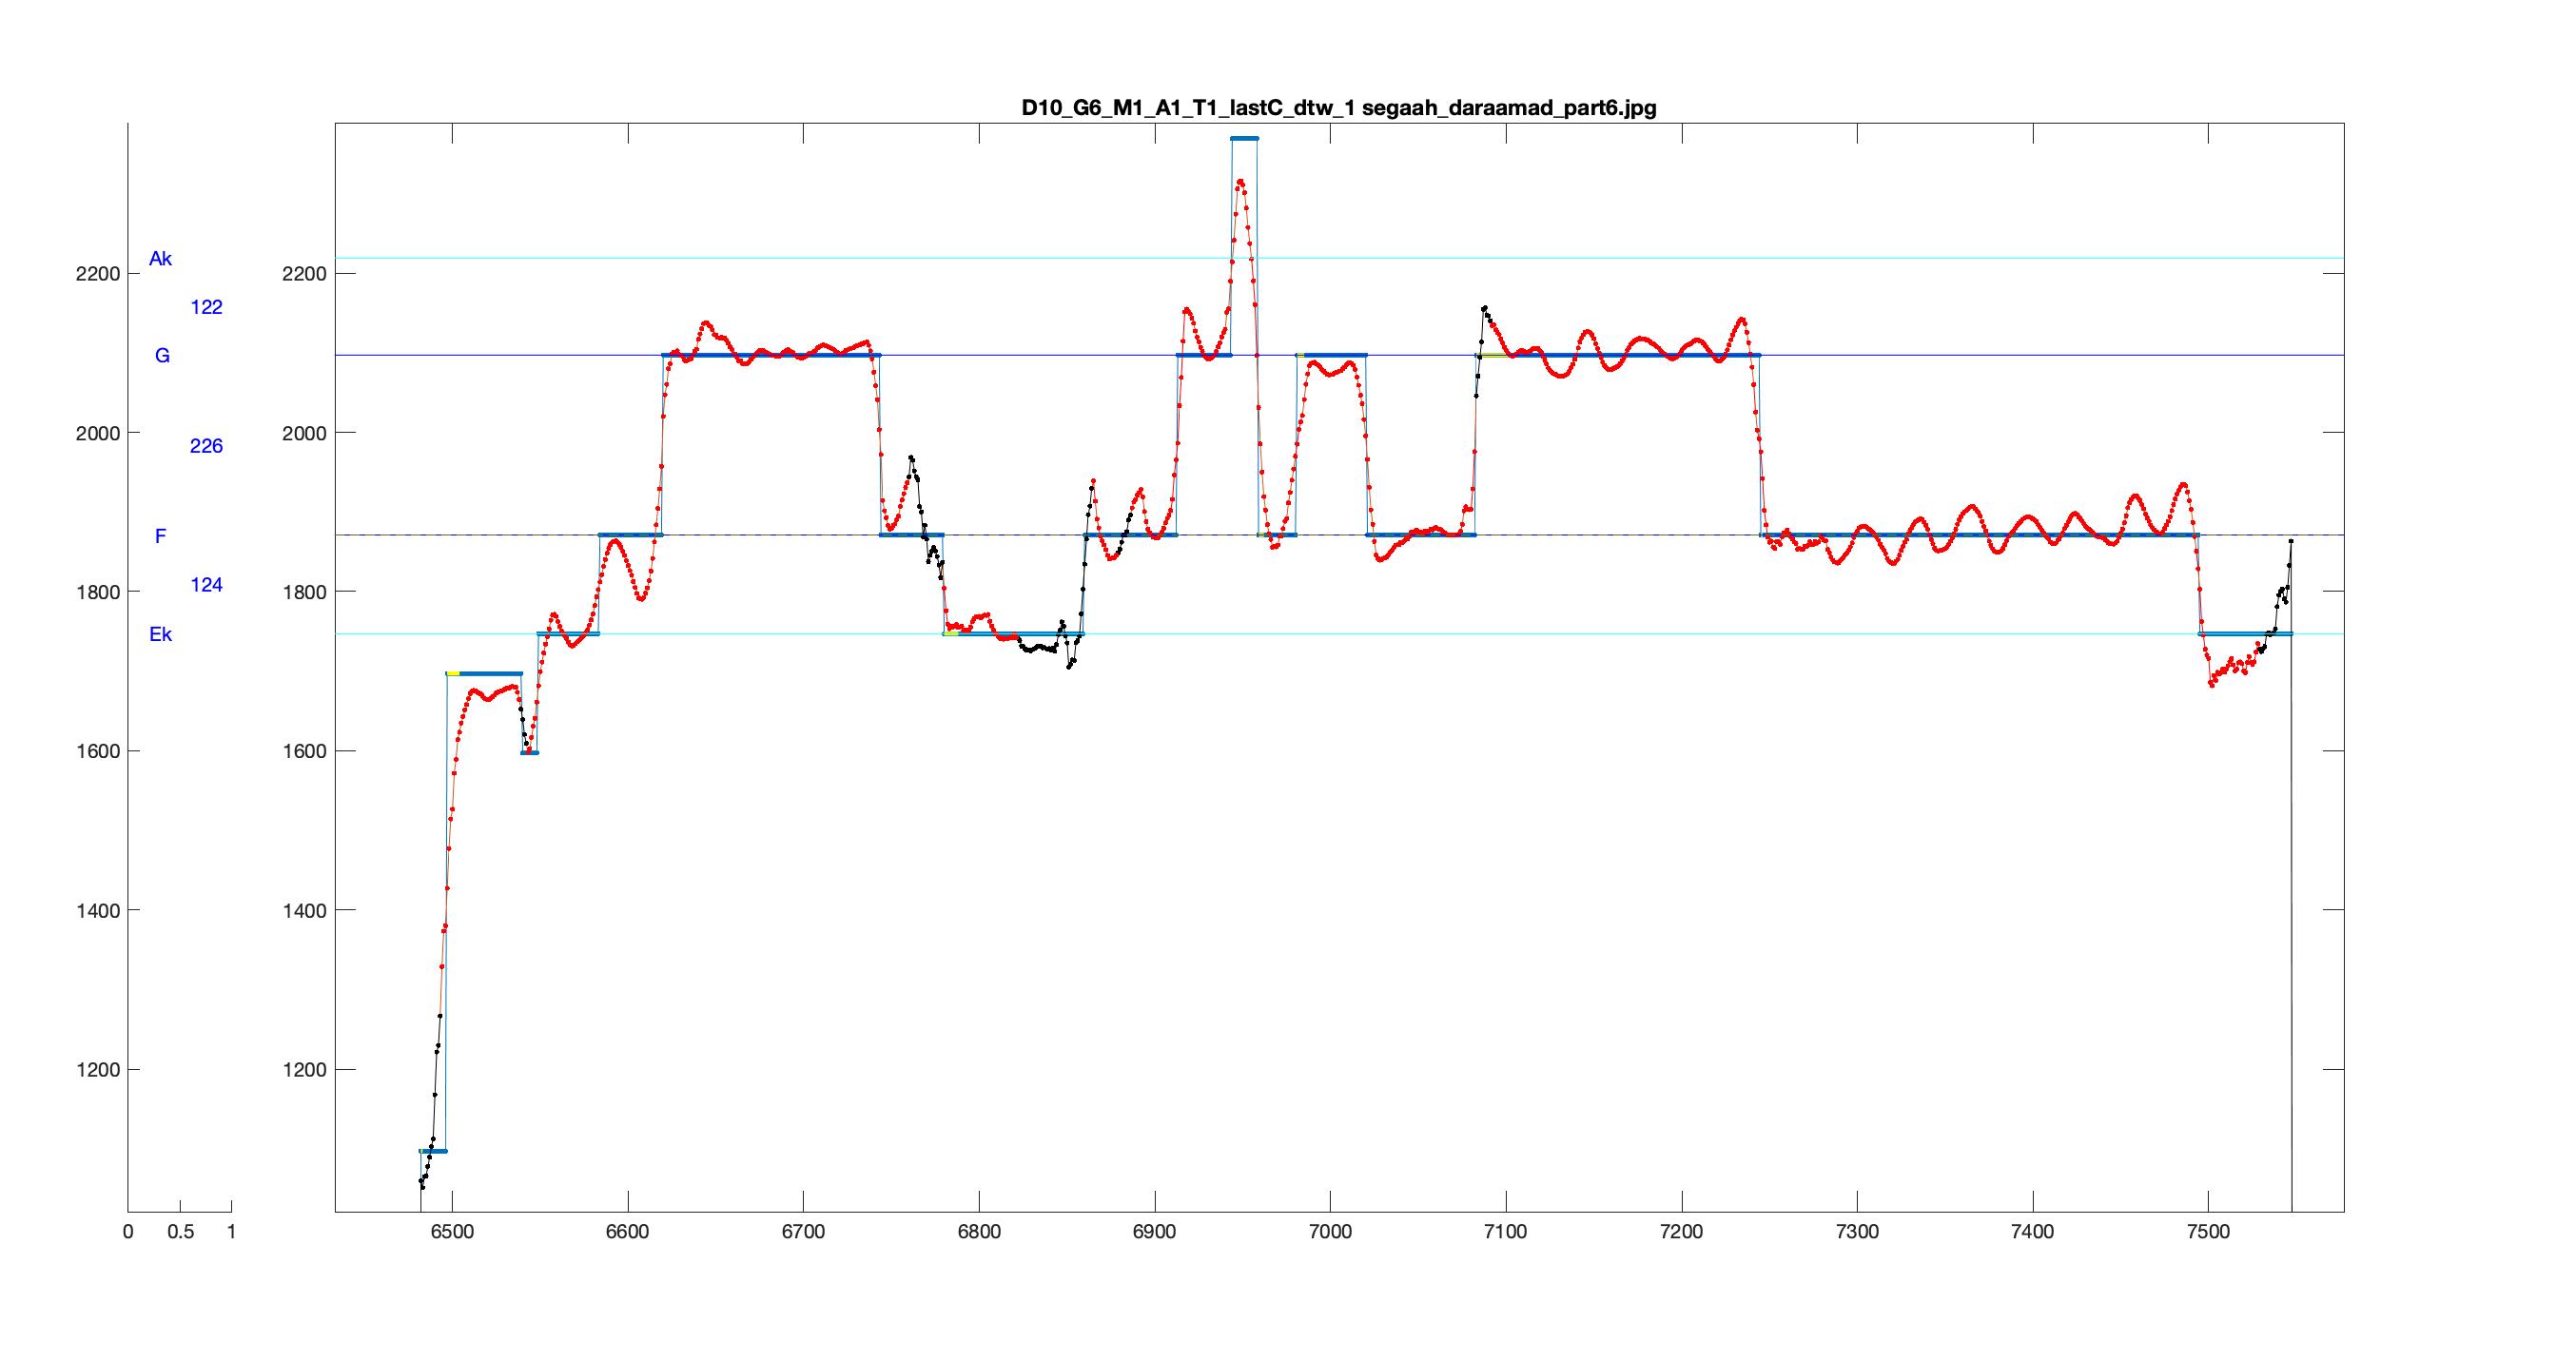 D10_G6_M1_A1_T1_lastC_dtw_1 segaah_daraamad_part6.jpg
Ak
2200 2200
122
G
2000 2000
226
F
1800 124 1800
Ek
1600 1600
1400 1400
1200 1200
0 0.5 1 6500 6600 6700 6800 6900 7000 7100 7200 7300 7400 7500